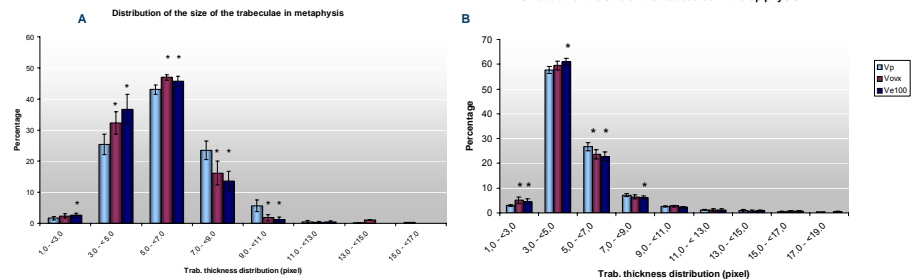 Distribution of the size of the trabeculae in metaphysis
A
60
50
40
30
20
10
0
Percentage
* * * * * * * * * * *
1,0 - <3.0
3,0 - <5.0
5.0 - <7.0
7,0 - <9.0
9.0 - <11.0
11,0 - <13.0
13,0 - <15.0
15.0 - <17.0
Trab. thickness distribution (pixel)
B
70
60
50
40
30
20
10
0
Percentage
* * * * * *
1,0 - <3.0
3,0 - <5.0
5,0 - <7.0
7,0 - <9.0
9,0 - <11.0
11,0 - < 13,0
13,0 - <15.0
15,0 - <17.0
17.0 - <19.0
Trab. thickness distribution (pixel)
Vp
Vovx
Ve100